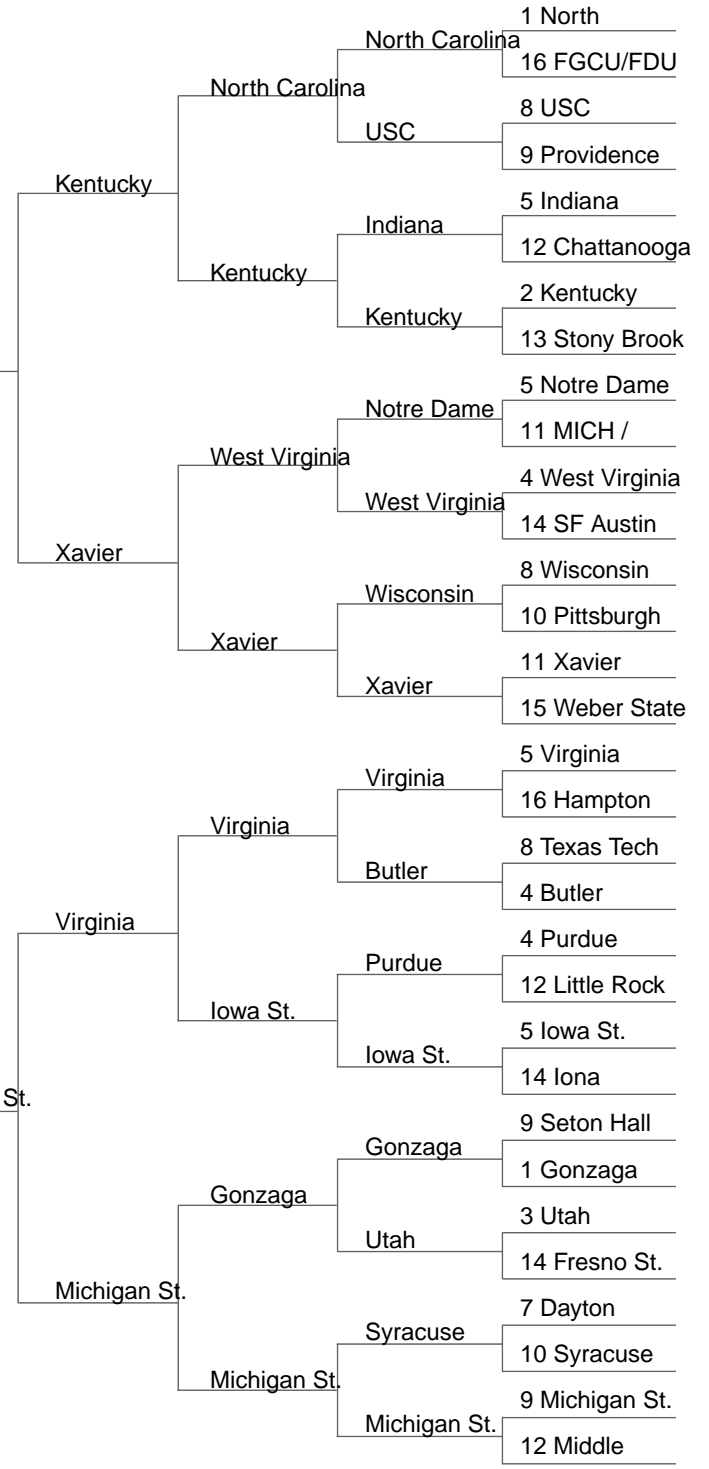 1 North
North Carolina
16 FGCU/FDU
North Carolina
8 USC
USC
9 Providence
Kentucky
5 Indiana
Indiana
12 Chattanooga
Kentucky
2 Kentucky
Kentucky
13 Stony Brook
5 Notre Dame
Notre Dame
11 MICH /
West Virginia
4 West Virginia
West Virginia
14 SF Austin
Xavier
8 Wisconsin
Wisconsin
10 Pittsburgh
Xavier
11 Xavier
Xavier
15 Weber State
5 Virginia
Virginia
16 Hampton
Virginia
8 Texas Tech
Butler
4 Butler
Virginia
4 Purdue
Purdue
12 Little Rock
Iowa St.
5 Iowa St.
Iowa St.
14 Iona
St.
9 Seton Hall
Gonzaga
1 Gonzaga
Gonzaga
3 Utah
Utah
14 Fresno St.
Michigan St.
7 Dayton
Syracuse
10 Syracuse
Michigan St.
9 Michigan St.
Michigan St.
12 Middle